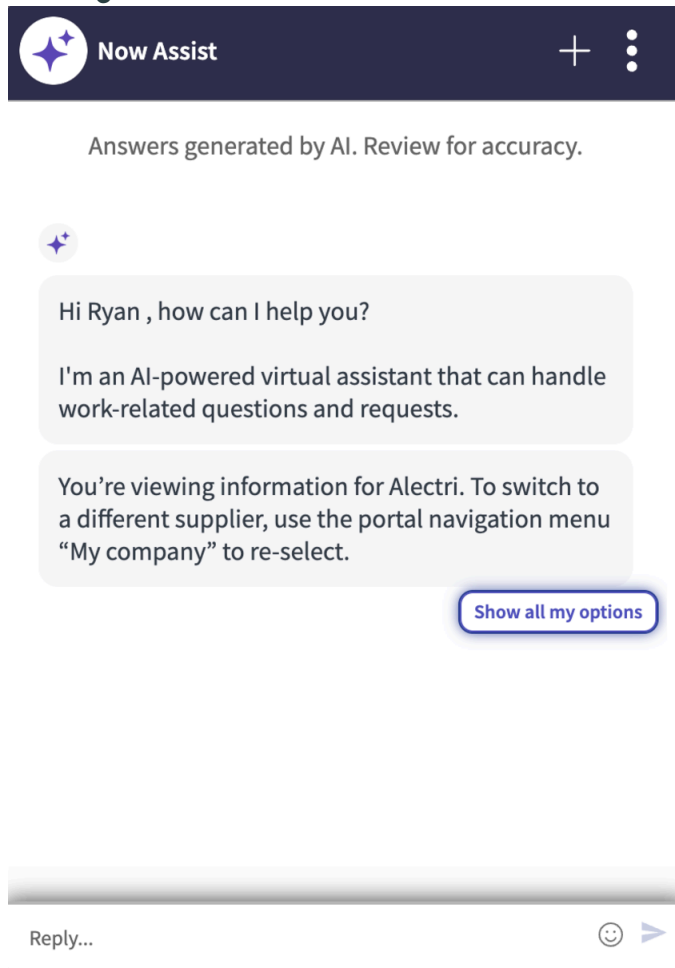 Now Assist
Answers generated by AI. Review for accuracy.
Hi Ryan , how can I help you?
I'm an AI-powered virtual assistant that can handle
work-related questions and requests.
You’re viewing information for Alectri. To switch to
a different supplier, use the portal navigation menu
“My company” to re-select.
Show all my options
Reply...